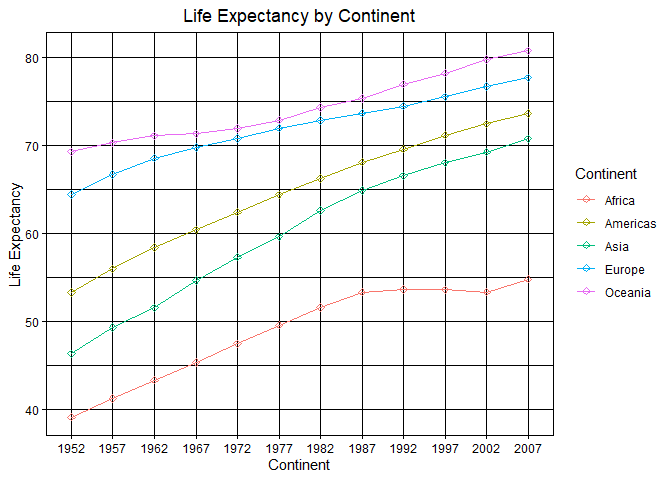 Life Expectancy by Continent
80
70
60
50
40
Life Expectancy
1952 1957 1962 1967 1972 1977 1982 1987 1992 1997 2002 2007
Continent
Continent
Africa
Americas
Asia
Europe
Oceania